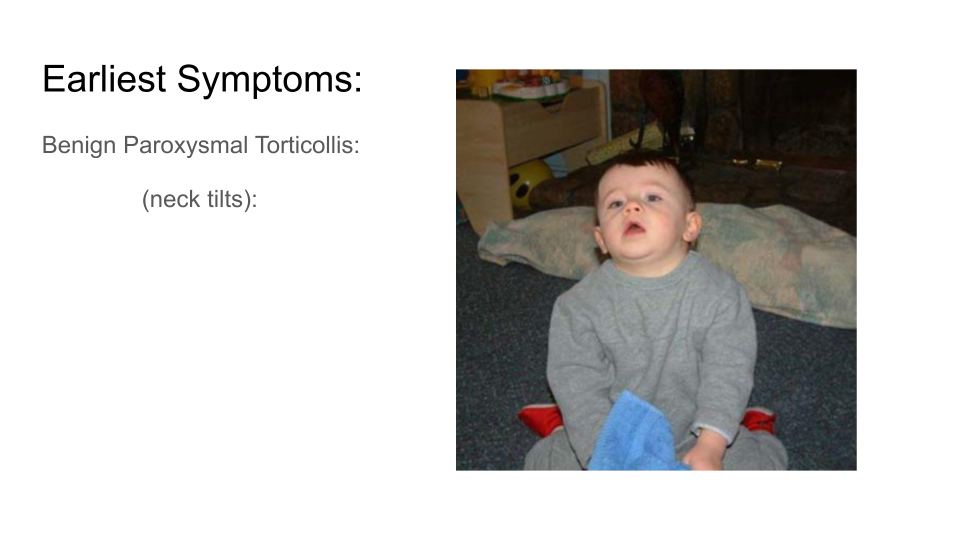 Earliest Symptoms:
Benign Paroxysmal Torticollis:
(neck tilts):